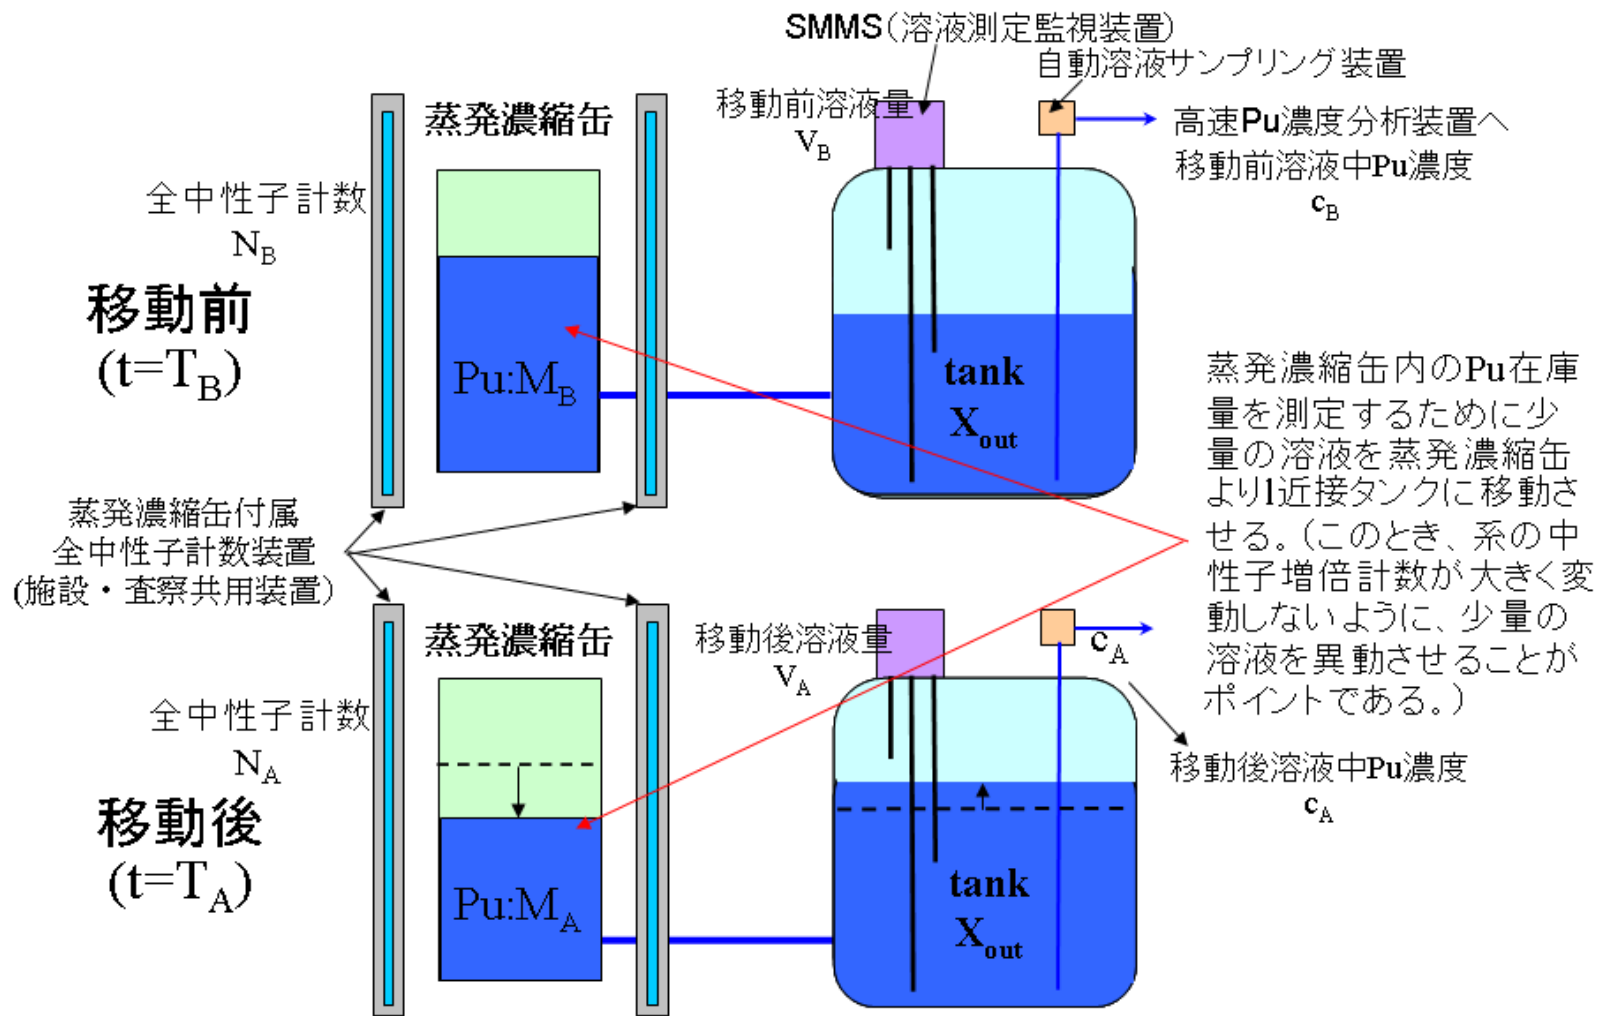 SMMS(溶液測定監視装置)
自動溶液サンプリング装置
移動前溶液量
V_B
高速Pu濃度分析装置へ
移動前溶液中Pu濃度
c_B
蒸発濃縮缶
全中性子計数
N_B
移動前
(t=T_B)
Pu:M_B
tank
X_out
蒸発濃縮缶内のPu在庫
量を測定するために少
量の溶液を蒸発濃縮缶
より1近接タンクに移動さ
せる。(このとき、系の中
性子増倍計数が大きく変
動しないように、少量の
溶液を異動させることが
ポイントである。)
蒸発濃縮缶付属
全中性子計数装置
(施設・査察共用装置)
蒸発濃縮缶
移動後溶液量
V_A
c_A
全中性子計数
N_A
移動後
(t=T_A)
Pu:M_A
tank
X_out
移動後溶液中Pu濃度
c_A